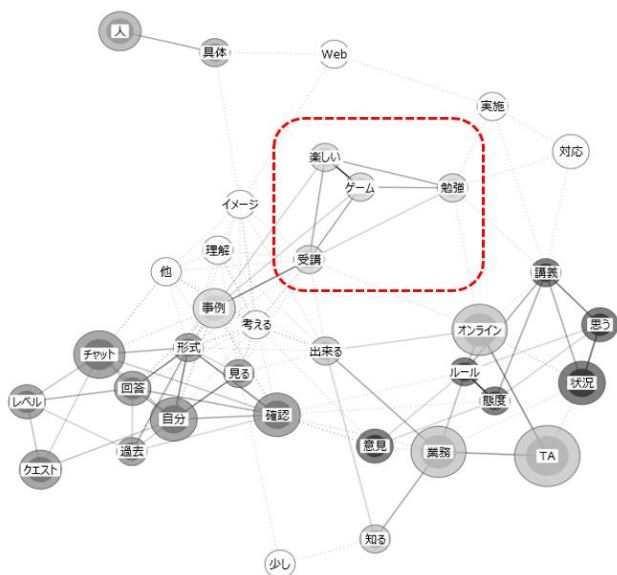 人
具体
Web
実施
対応
楽しい
ゲーム
勉強
イメージ
理解
受講
他
講義
事例
考える
オンライン
思う
チャット
形式
出来る
見る
ルール
状況
レベル
回答
態度
自分
確認
過去
意見
業務
TA
クエスト
知る
少し